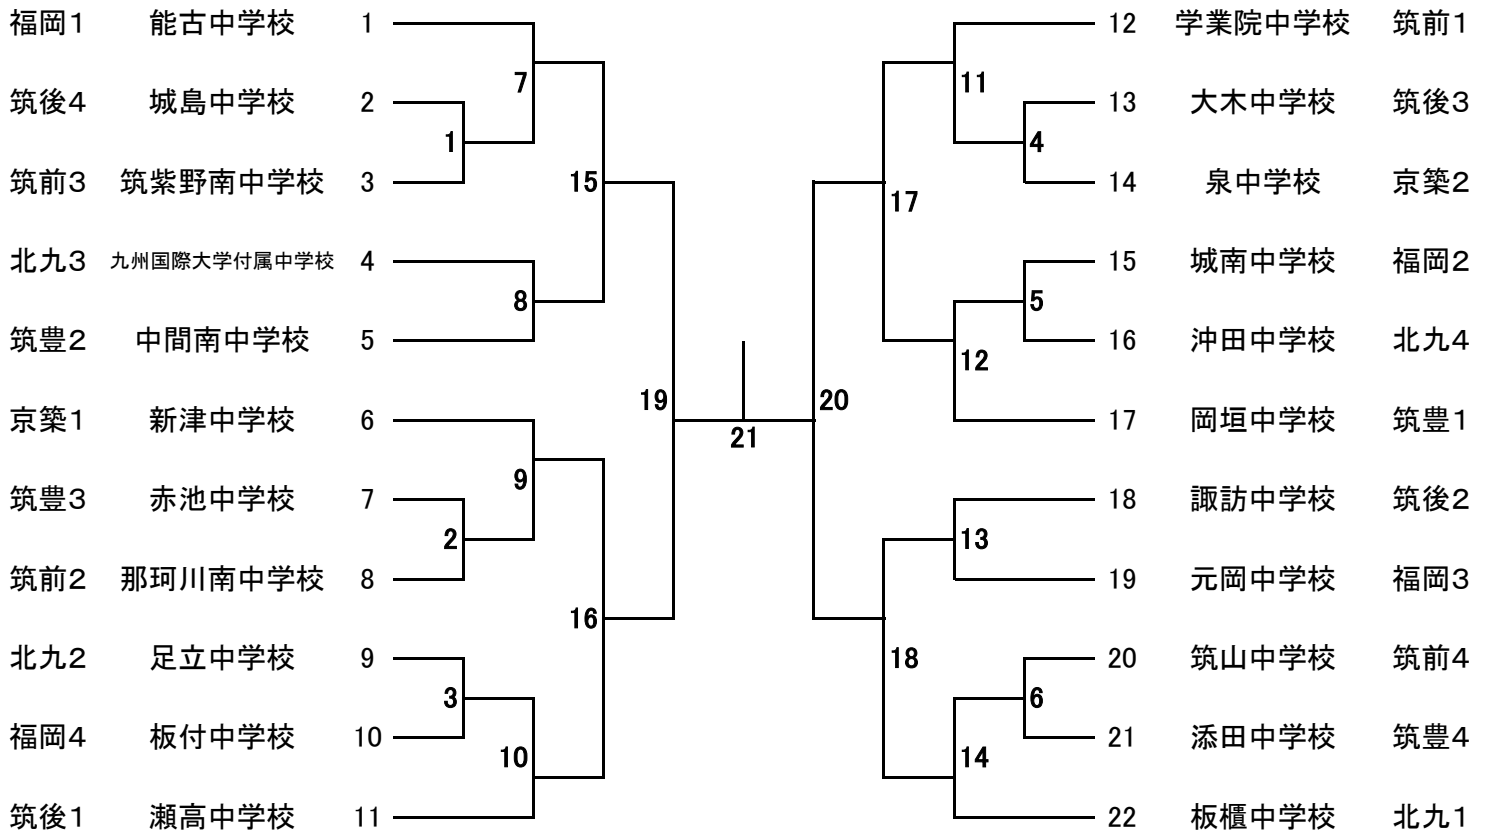 福岡１ 能古中学校 1 12 学業院中学校 筑前１
7 11
筑後４ 城島中学校 2 13 大木中学校 筑後３
1 4
筑前３ 筑紫野南中学校 3 15 14 泉中学校 京築２
17
北九３ 九州国際大学付属中学校 4 15 城南中学校 福岡２
8 5
筑豊２ 中間南中学校 5 16 沖田中学校 北九４
12
19 20
京築１ 新津中学校 6 17 岡垣中学校 筑豊１
21
9
筑豊３ 赤池中学校 7 18 諏訪中学校 筑後２
2 13
筑前２ 那珂川南中学校 8 19 元岡中学校 福岡３
16
北九２ 足立中学校 9 18 20 筑山中学校 筑前４
3 6
福岡４ 板付中学校 10 21 添田中学校 筑豊４
10 14
筑後１ 瀬高中学校 11 22 板櫃中学校 北九１